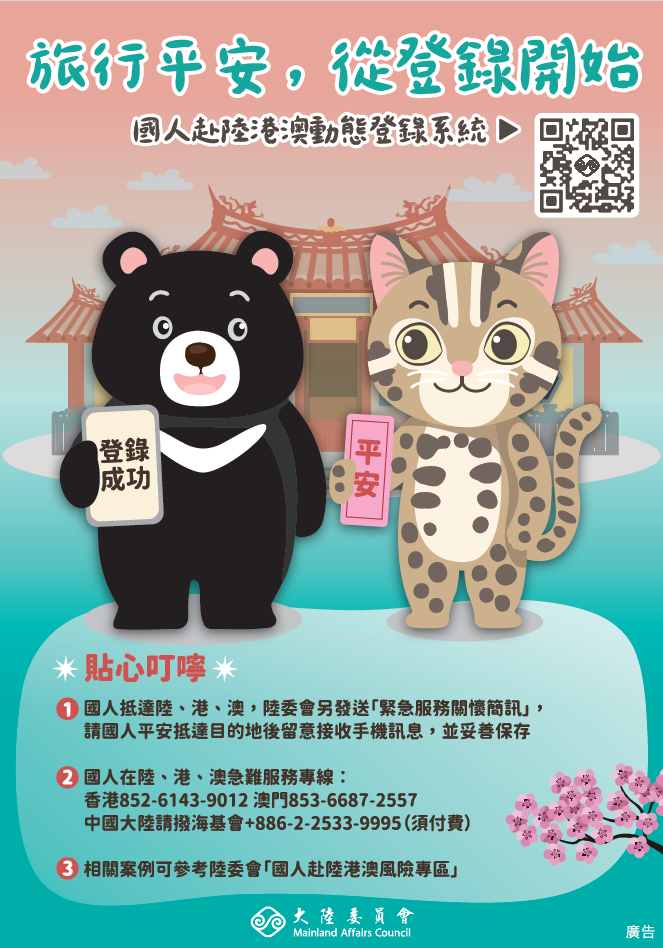 旅行平安，從登錄開始
國人赴陸港澳動態登錄系統 ▶
登錄
成功
平
安
貼心叮嚀
1 國人抵達陸、港、澳，陸委會另發送「緊急服務關懷簡訊」，
請國人平安抵達目的地後留意接收手機訊息，並妥善保存
2 國人在陸、港、澳急難服務專線：
香港852-6143-9012 澳門853-6687-2557
中國大陸請撥海基會+886-2-2533-9995（須付費）
3 相關案例可參考陸委會「國人赴陸港澳風險專區」
大陸委員會
Mainland Affairs Council
廣告